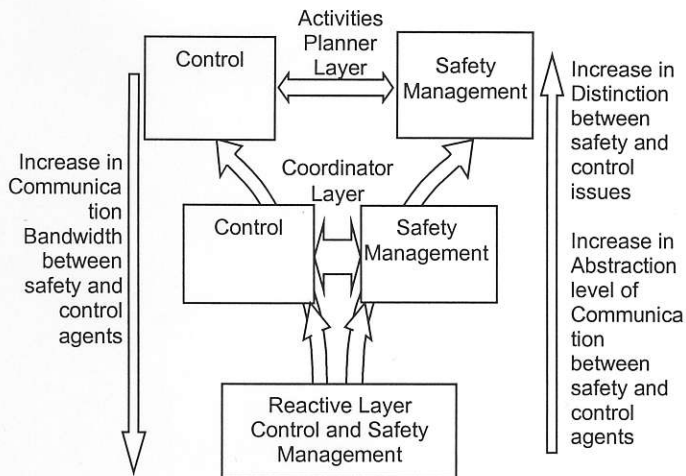 Activities
Planner
Layer
Control
Safety
Management
Increase in
Distinction
between
safety and
control
issues
Increase in
Communica
tion
Bandwidth
between
safety and
control
agents
Coordinator
Layer
Control
Safety
Management
Increase in
Abstraction
level of
Communica
tion
between
safety and
control
agents
Reactive Layer
Control and Safety
Management